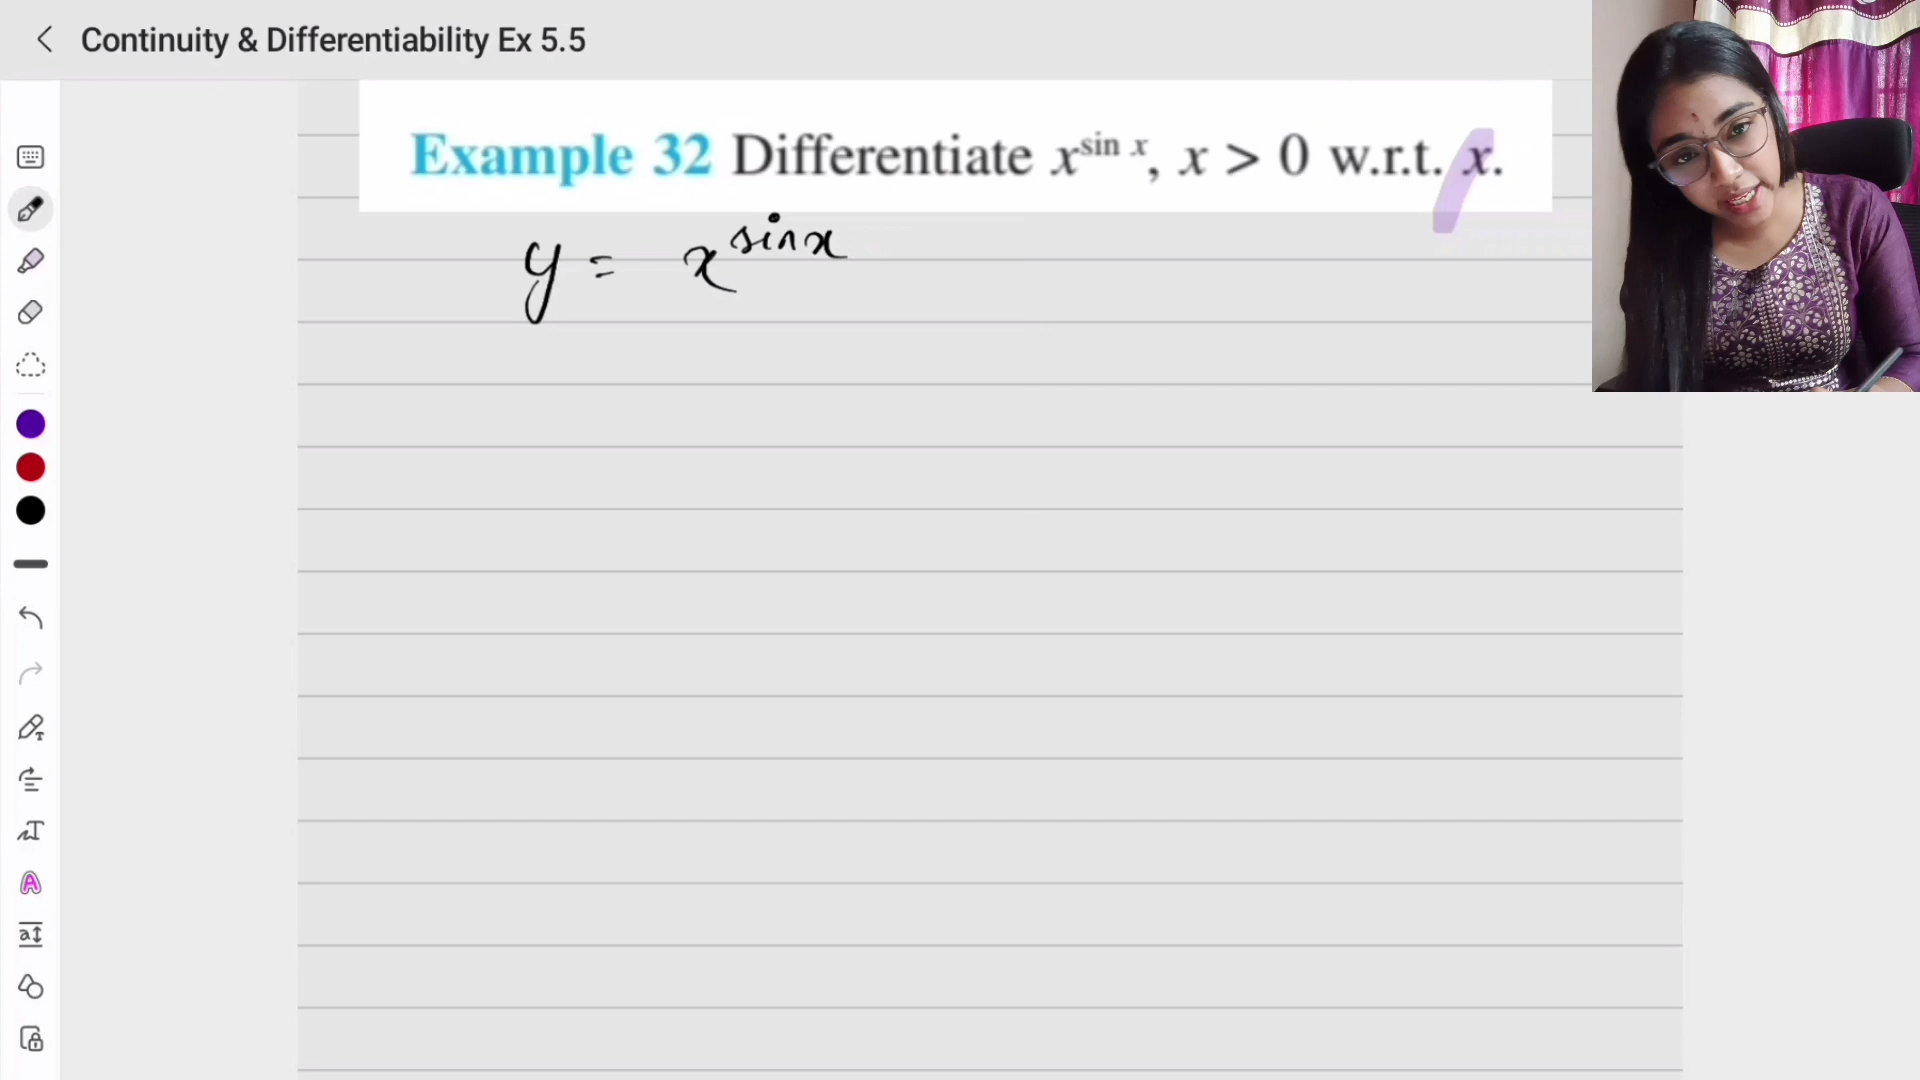 Continuity & Differentiability Ex 5.5
Example 32 Differentiate x^sin x, x > 0 w.r.t. x.
y = x^sinx